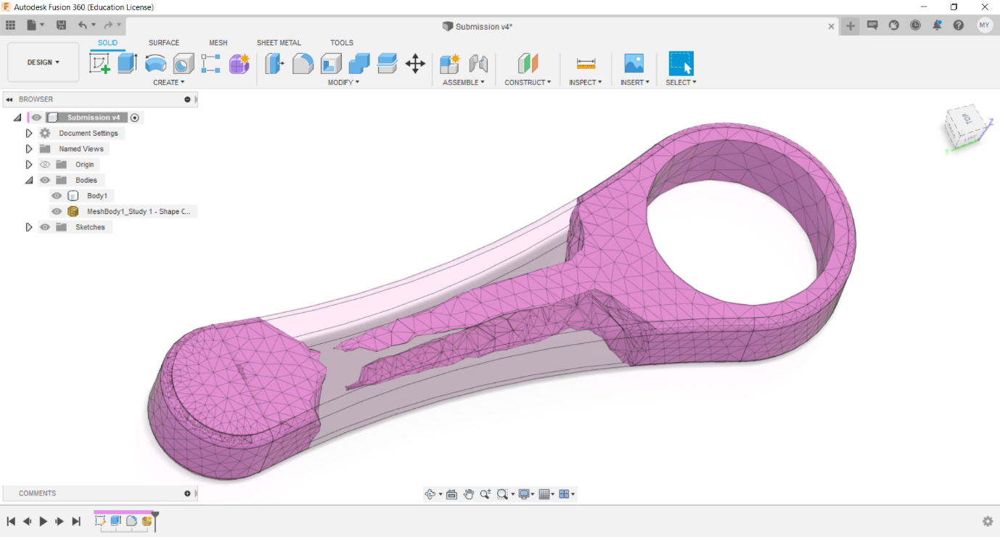 Autodesk Fusion 360 (Education License)
Submission v4*
MY
DESIGN
SOLID SURFACE MESH SHEET METAL TOOLS
CREATE MODIFY ASSEMBLE CONSTRUCT INSPECT INSERT SELECT
BROWSER
Submission v4
Document Settings
Named Views
Origin
Bodies
Body1
MeshBody1_Study 1 - Shape O...
Sketches
TOP
Z
Y
COMMENTS